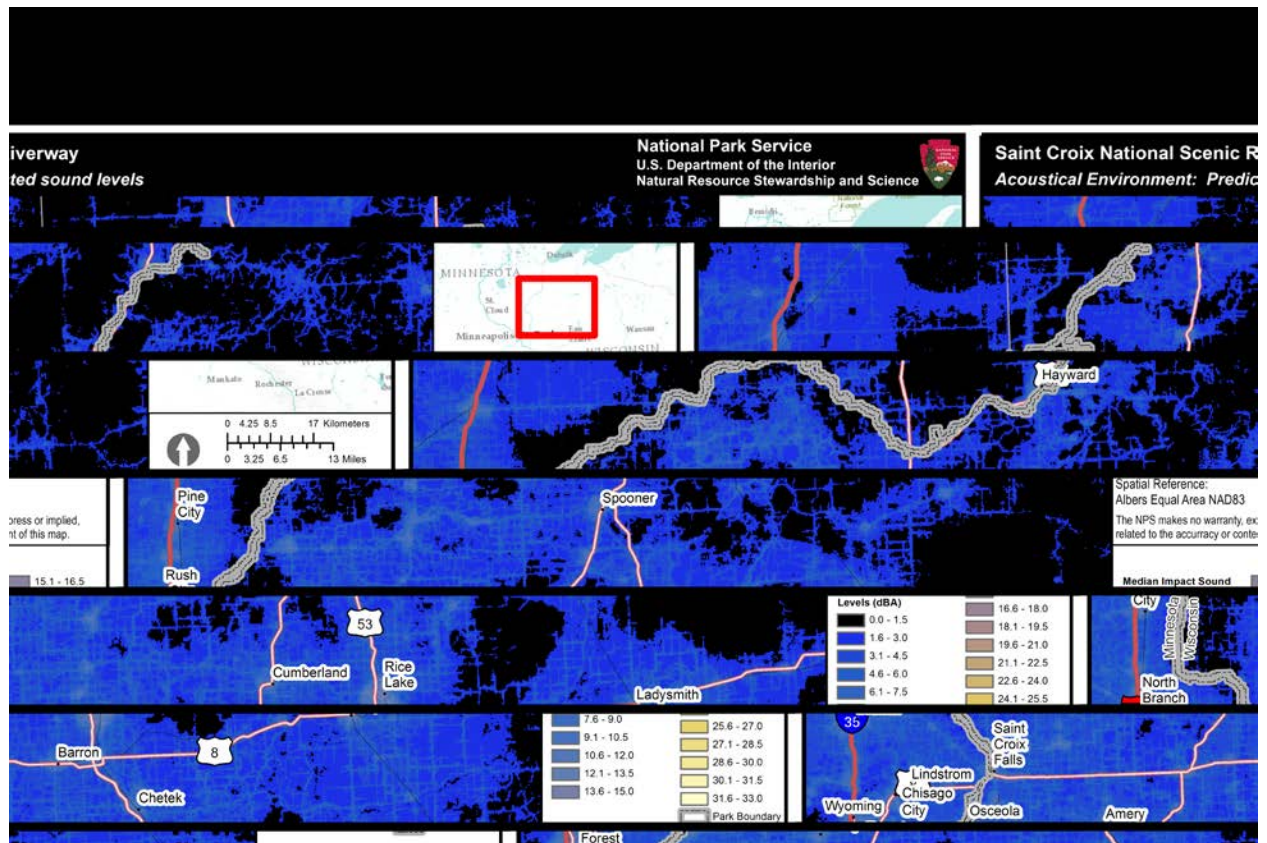 iverway
ted sound levels
National Park Service
U.S. Department of the Interior
Natural Resource Stewardship and Science
Saint Croix National Scenic R
Acoustical Environment: Predic
Bemidji
National
Forest
MINNESOTA
Duluth
St.
Cloud
Minneapolis
Wausau
WISCONSIN
Mankato
Rochester
La Crosse
0 4.25 8.5 17 Kilometers
0 3.25 6.5 13 Miles
Hayward
press or implied,
nt of this map.
15.1 - 16.5
Pine
City
Rush
Spooner
Spatial Reference:
Albers Equal Area NAD83
The NPS makes no warranty, ex
related to the accurracy or conte
Median Impact Sound
53
Cumberland
Rice
Lake
Ladysmith
Levels (dBA)
0.0 - 1.5
1.6 - 3.0
3.1 - 4.5
4.6 - 6.0
6.1 - 7.5
16.6 - 18.0
18.1 - 19.5
19.6 - 21.0
21.1 - 22.5
22.6 - 24.0
24.1 - 25.5
City
Minnesota
Wisconsin
North
Branch
Barron
8
Chetek
7.6 - 9.0
9.1 - 10.5
10.6 - 12.0
12.1 - 13.5
13.6 - 15.0
25.6 - 27.0
27.1 - 28.5
28.6 - 30.0
30.1 - 31.5
31.6 - 33.0
Park Boundary
35
Saint
Croix
Falls
Lindstrom
Chisago
City
Wyoming
Osceola
Amery
Forest